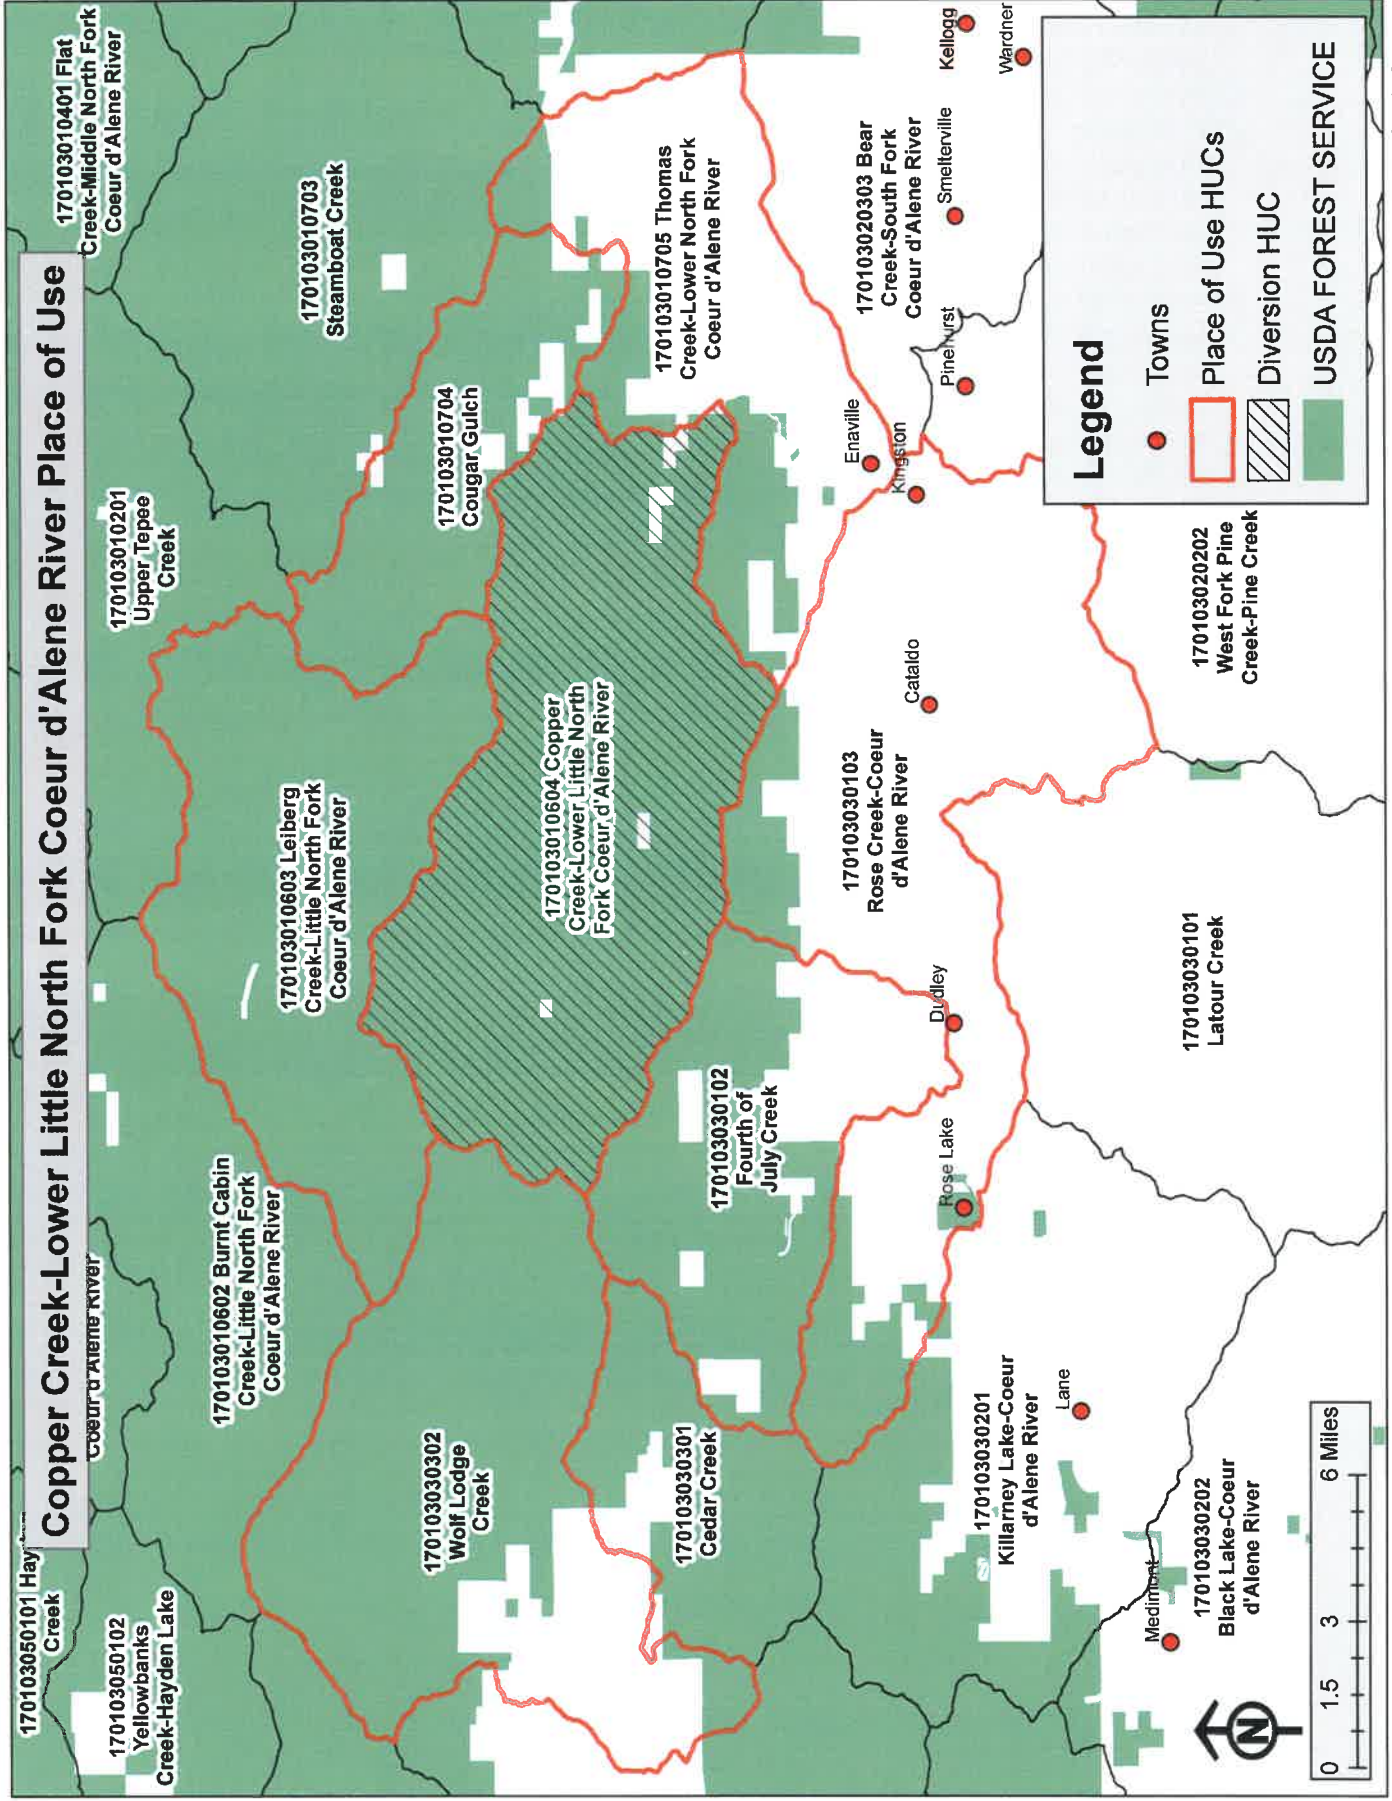 Copper Creek-Lower Little North Fork Coeur d'Alene River Place of Use
170103050101
Creek
Coeur d'Alene River
170103010401 Flat
Creek-Middle North Fork
Coeur d'Alene River
170103050102
Yellowbanks
Creek-Hayden Lake
170103010201
Upper Tepee
Creek
170103010602 Burnt Cabin
Creek-Little North Fork
Coeur d'Alene River
170103010603 Leiberg
Creek-Little North Fork
Coeur d'Alene River
170103010703
Steamboat Creek
170103010704
Cougar Gulch
170103030302
Wolf Lodge
Creek
170103010604 Copper
Creek-Lower Little North
Fork Coeur d'Alene River
170103010705 Thomas
Creek-Lower North Fork
Coeur d'Alene River
170103030301
Cedar Creek
170103030102
Fourth of
July Creek
170103030103
Rose Creek-Coeur
d'Alene River
170103020303 Bear
Creek-South Fork
Coeur d'Alene River
Enaville
Kingston
Cataldo
Pinehurst
Smelterville
Kellogg
Wardner
Dudley
Rose Lake
170103030201
Killarney Lake-Coeur
d'Alene River
Lane
Medimont
170103030202
Black Lake-Coeur
d'Alene River
170103030101
Latour Creek
170103020202
West Fork Pine
Creek-Pine Creek
Legend
Towns
Place of Use HUCs
Diversion HUC
USDA FOREST SERVICE
N
0 1.5 3 6 Miles